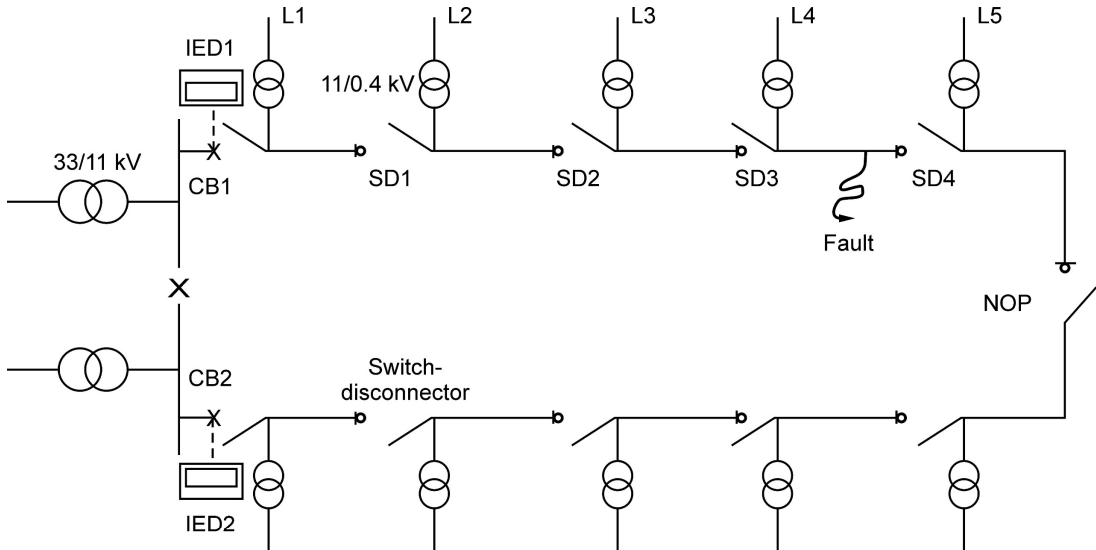 L1
L2
L3
L4
L5
IED1
11/0.4 kV
33/11 kV
CB1
SD1
SD2
SD3
SD4
Fault
NOP
CB2
Switch-
disconnector
IED2